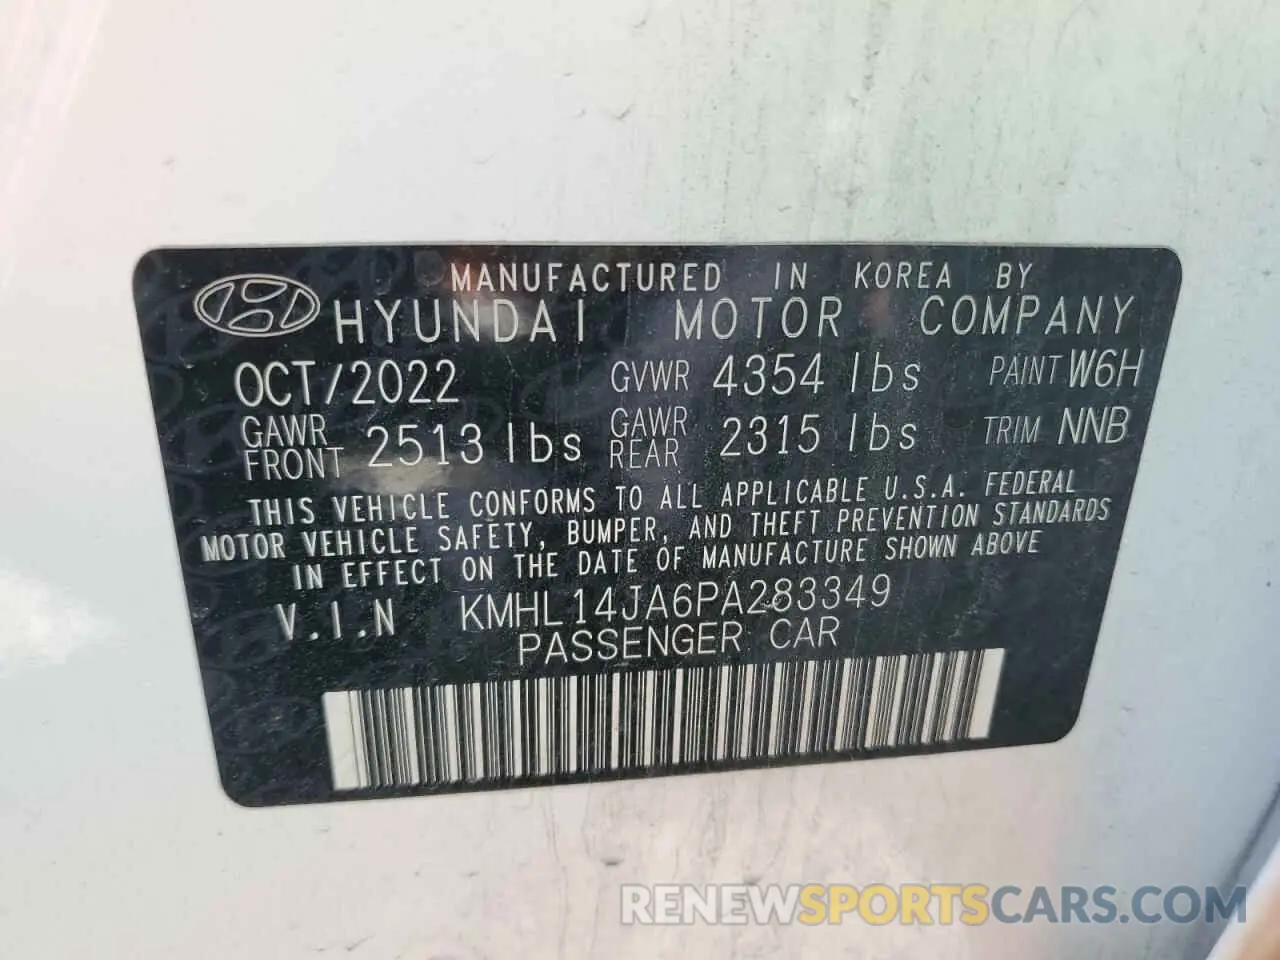 MANUFACTURED IN KOREA BY
HYUNDAI MOTOR COMPANY
OCT/2022 GVWR 4354 lbs PAINT W6H
GAWR FRONT 2513 lbs GAWR REAR 2315 lbs TRIM NNB
THIS VEHICLE CONFORMS TO ALL APPLICABLE U.S.A. FEDERAL
MOTOR VEHICLE SAFETY, BUMPER, AND THEFT PREVENTION STANDARDS
IN EFFECT ON THE DATE OF MANUFACTURE SHOWN ABOVE
V.I.N KMHL14JA6PA283349
PASSENGER CAR
RENEWSPORTSCARS.COM